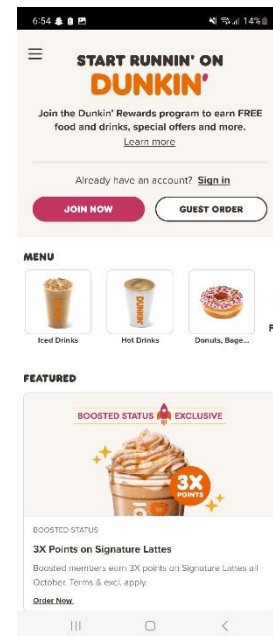 6:54
14%
START RUNNIN' ON
DUNKIN'
Join the Dunkin' Rewards program to earn FREE
food and drinks, special offers and more.
Learn more
Already have an account? Sign in
JOIN NOW
GUEST ORDER
MENU
DUNKIN'
Iced Drinks
Hot Drinks
Donuts, Bage...
F
FEATURED
BOOSTED STATUS EXCLUSIVE
3X
POINTS
BOOSTED STATUS
3X Points on Signature Lattes
Boosted members earn 3X points on Signature Lattes all
October. Terms & excl. apply.
Order Now